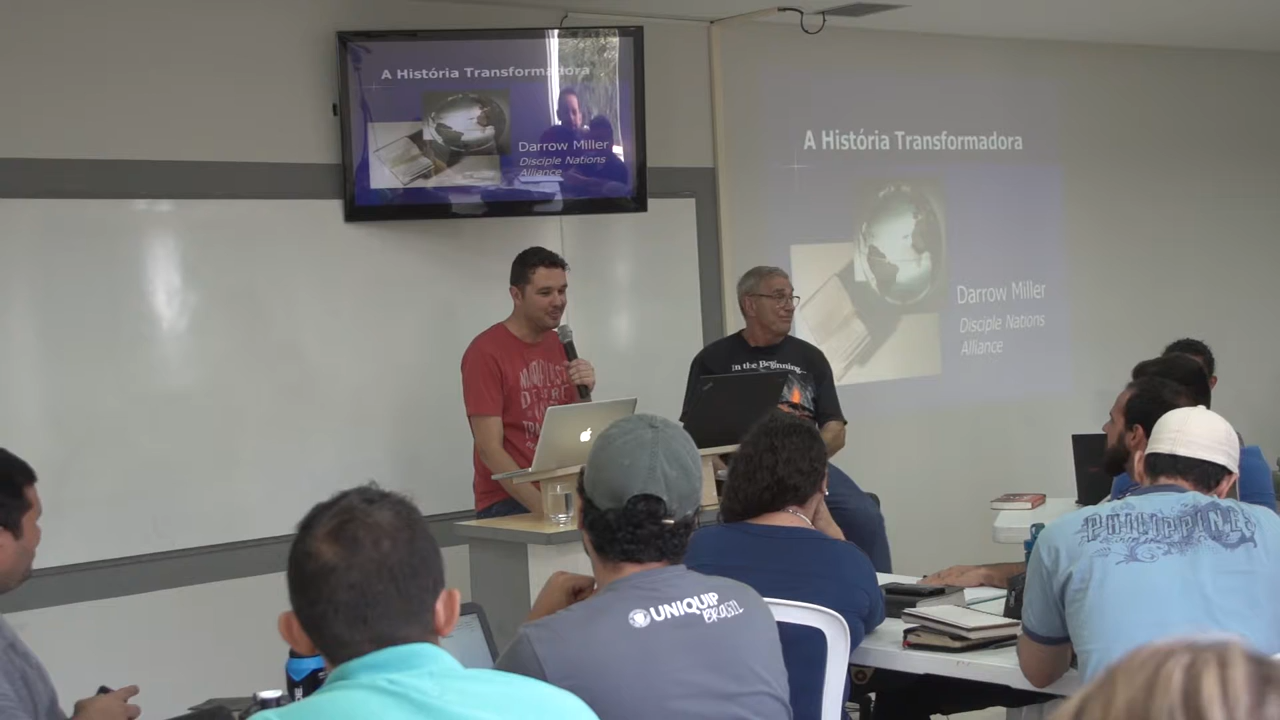 A História Transformadora
Darrow Miller
Disciple Nations
Alliance
A História Transformadora
Darrow Miller
Disciple Nations
Alliance
In the Beginning...
UNIQUIP
BRASIL
PHILIPPINES